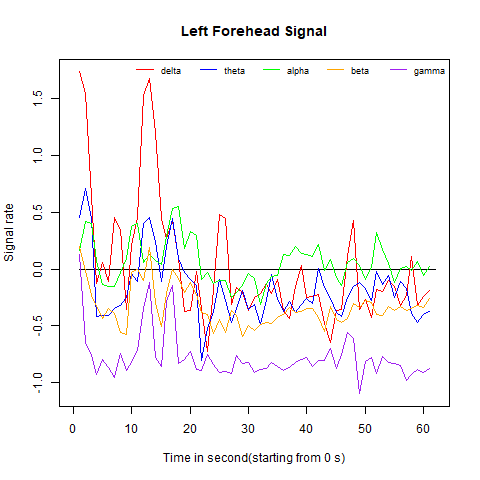 Left Forehead Signal
delta theta alpha beta gamma
Signal rate
1.5
1.0
0.5
0.0
-0.5
-1.0
0 10 20 30 40 50 60
Time in second(starting from 0 s)